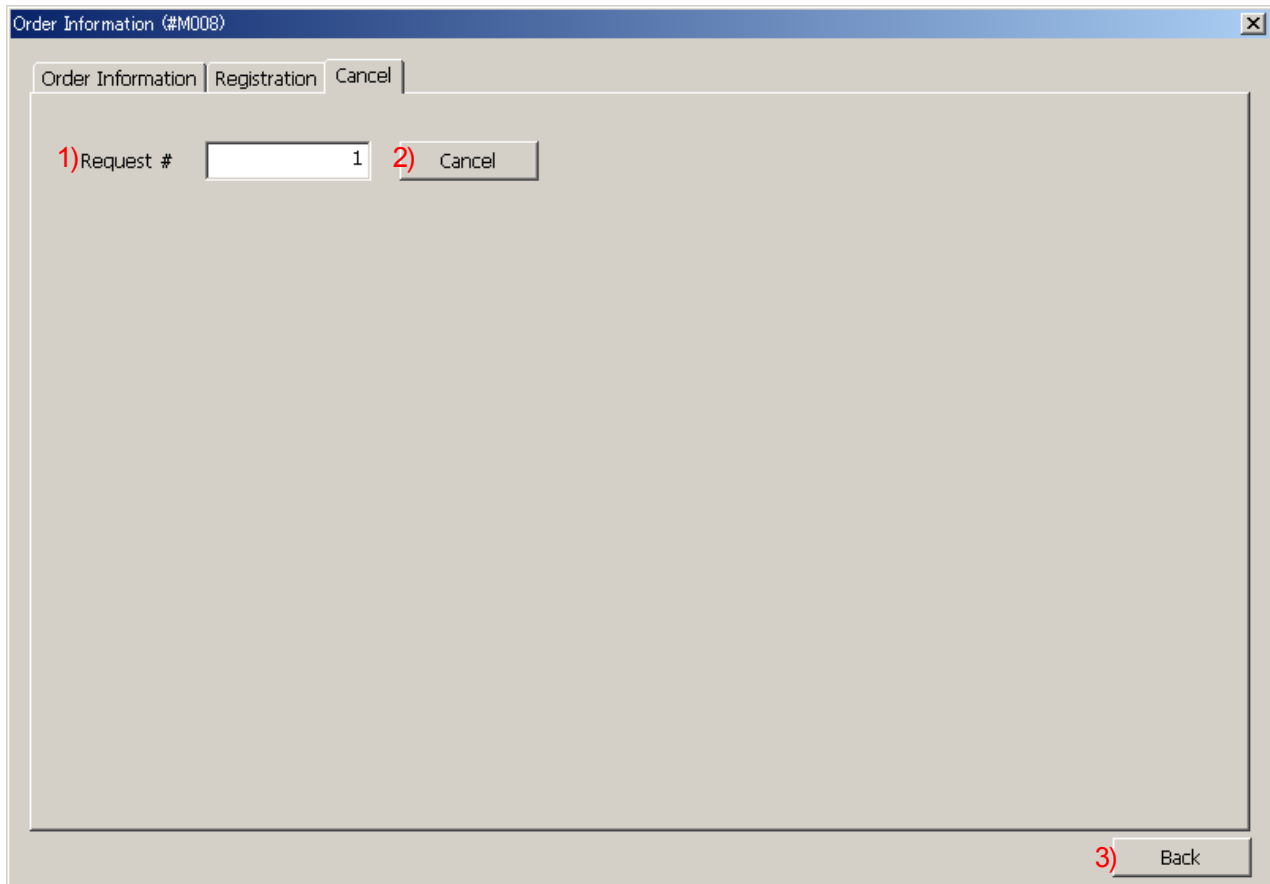 Order Information (#M008)
Order Information Registration Cancel
1) Request # 1 2) Cancel
3) Back